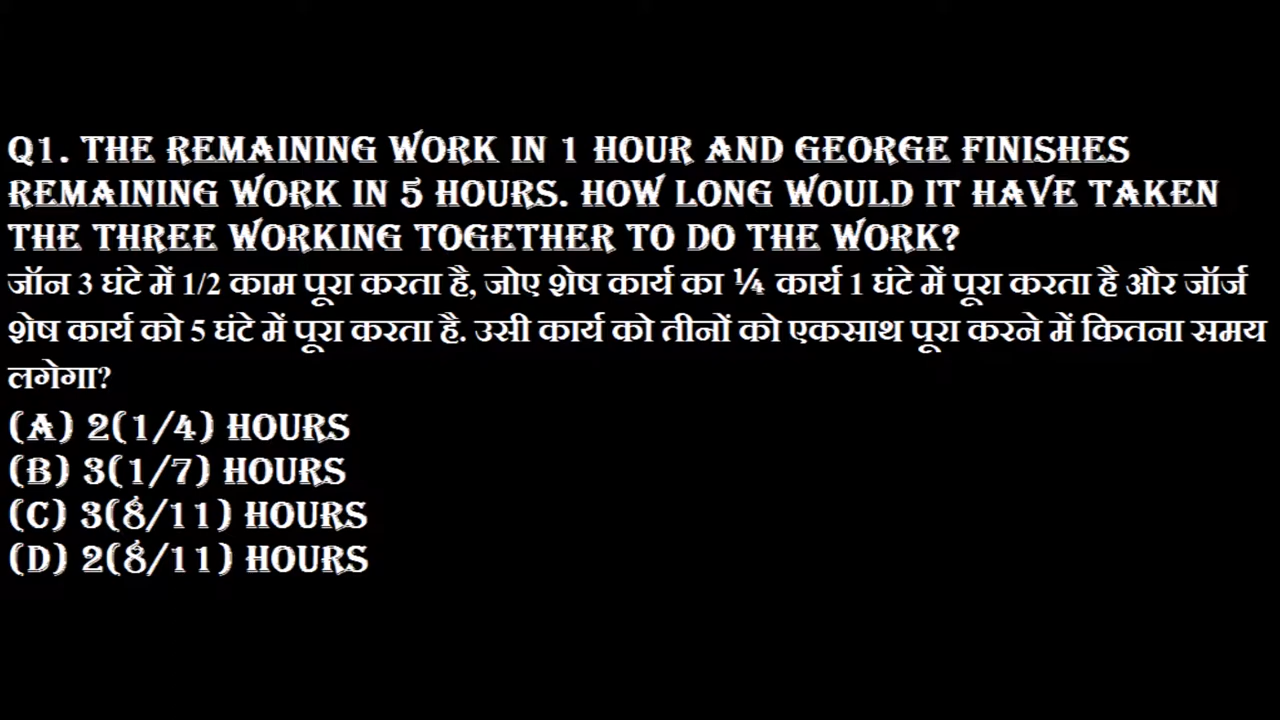 Q1. THE REMAINING WORK IN 1 HOUR AND GEORGE FINISHES
REMAINING WORK IN 5 HOURS. HOW LONG WOULD IT HAVE TAKEN
THE THREE WORKING TOGETHER TO DO THE WORK?
जॉन 3 घंटे में 1/2 काम पूरा करता है, जोए शेष कार्य का ¼ कार्य 1 घंटे में पूरा करता है और जॉर्ज
शेष कार्य को 5 घंटे में पूरा करता है. उसी कार्य को तीनों को एकसाथ पूरा करने में कितना समय
लगेगा?
(A) 2(1/4) HOURS
(B) 3(1/7) HOURS
(C) 3(8/11) HOURS
(D) 2(8/11) HOURS